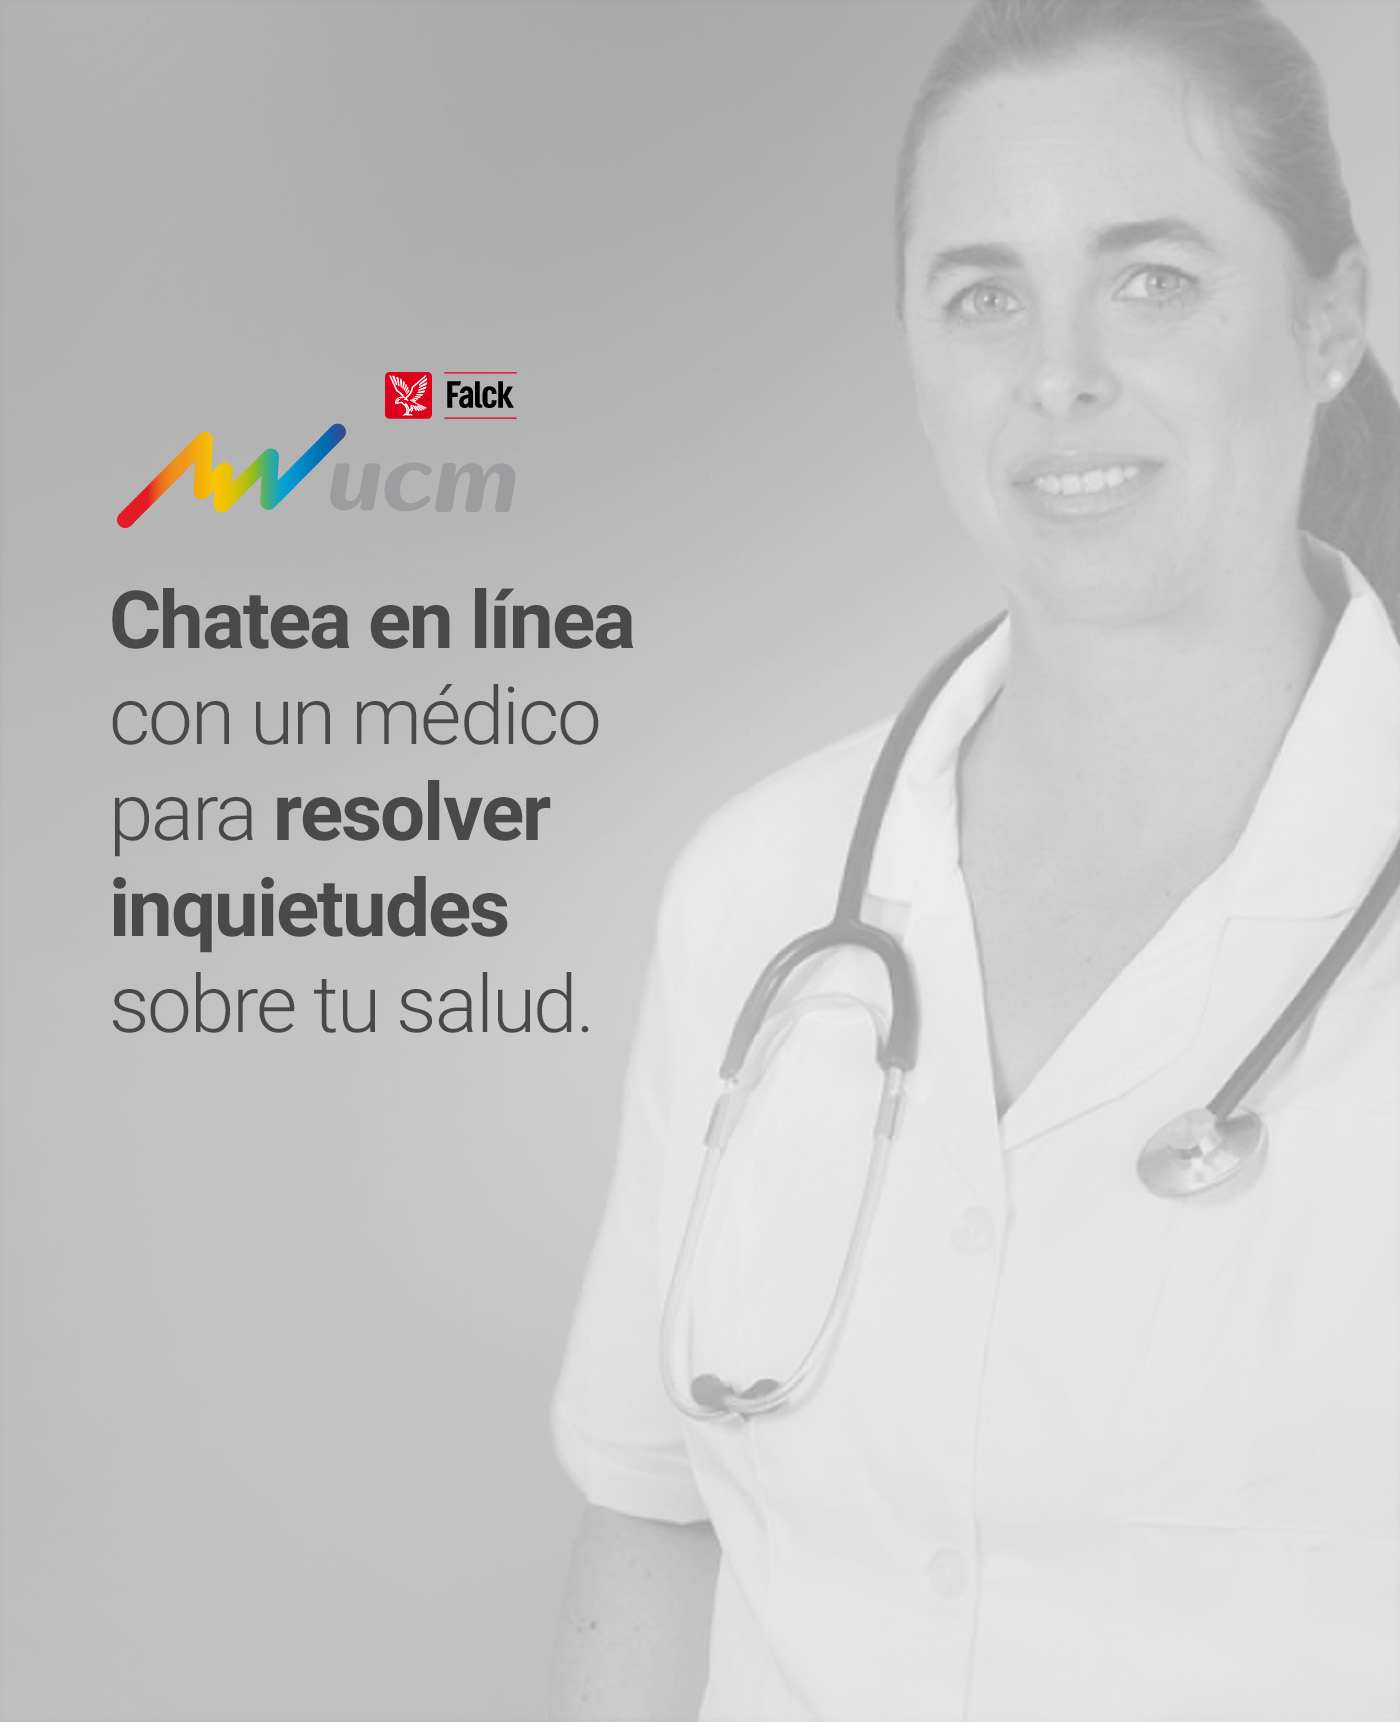 Falck
ucm
Chatea en línea
con un médico
para resolver
inquietudes
sobre tu salud.